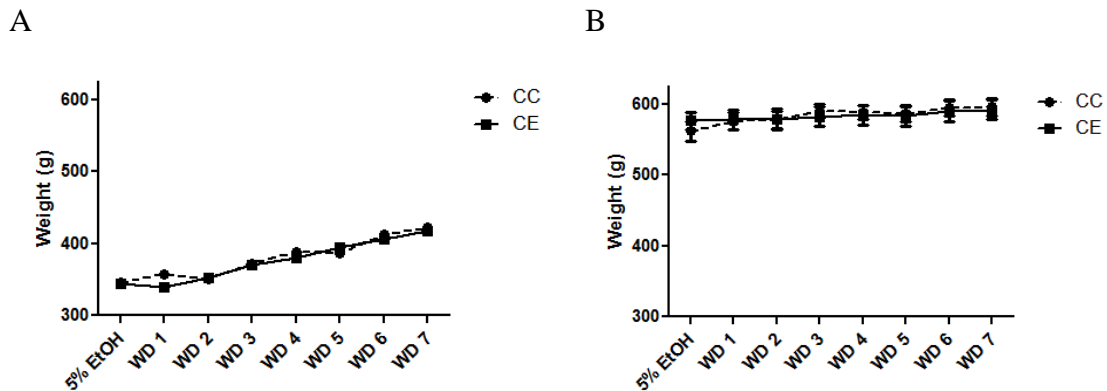 A
Weight (g)
600
500
400
300
5% EtOH
WD 1
WD 2
WD 3
WD 4
WD 5
WD 6
WD 7
CC
CE
B
Weight (g)
600
500
400
300
5% EtOH
WD 1
WD 2
WD 3
WD 4
WD 5
WD 6
WD 7
CC
CE